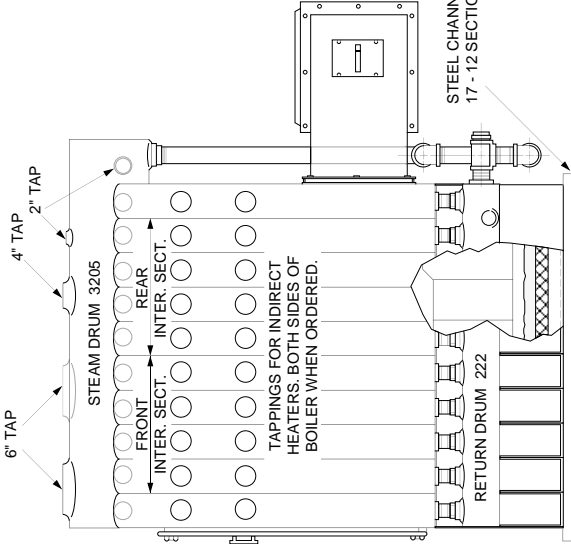 6" TAP
4" TAP
2" TAP
STEAM DRUM 3205
FRONT
INTER. SECT.
REAR
INTER. SECT.
TAPPINGS FOR INDIRECT
HEATERS. BOTH SIDES OF
BOILER WHEN ORDERED.
RETURN DRUM 222
STEEL CHANN
17 - 12 SECTIO